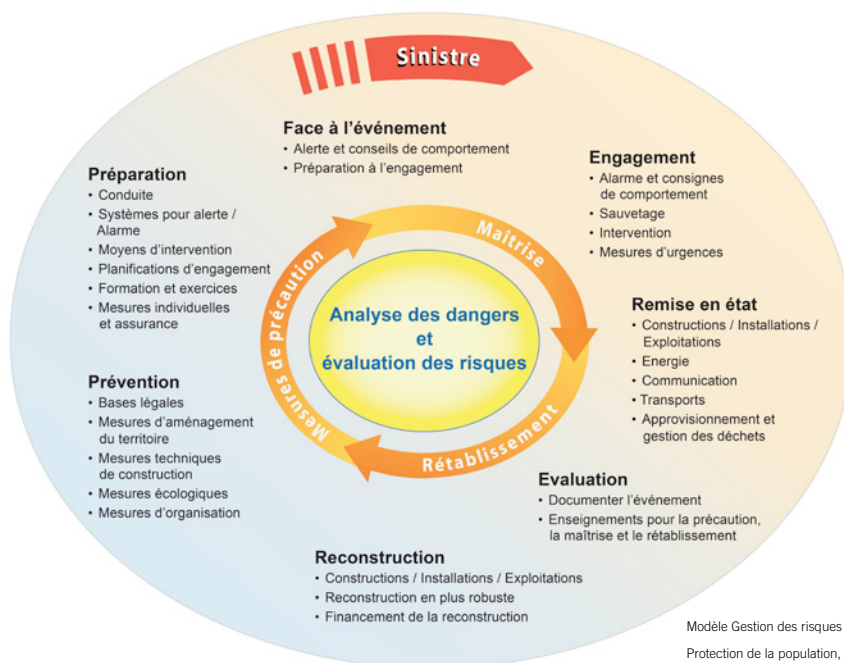 Sinistre
Face à l'événement
• Alerte et conseils de comportement
• Préparation à l'engagement
Préparation
• Conduite
• Systèmes pour alerte /
Alarme
• Moyens d'intervention
• Planifications d'engagement
• Formation et exercices
• Mesures individuelles
et assurance
Engagement
• Alarme et consignes
de comportement
• Sauvetage
• Intervention
• Mesures d'urgences
Maîtrise
Mesures de précaution
Analyse des dangers
et
évaluation des risques
Rétablissement
Remise en état
• Constructions / Installations /
Exploitations
• Energie
• Communication
• Transports
• Approvisionnement et
gestion des déchets
Prévention
• Bases légales
• Mesures d'aménagement
du territoire
• Mesures techniques
de construction
• Mesures écologiques
• Mesures d'organisation
Evaluation
• Documenter l'événement
• Enseignements pour la précaution,
la maîtrise et le rétablissement
Reconstruction
• Constructions / Installations / Exploitations
• Reconstruction en plus robuste
• Financement de la reconstruction
Modèle Gestion des risques
Protection de la population,